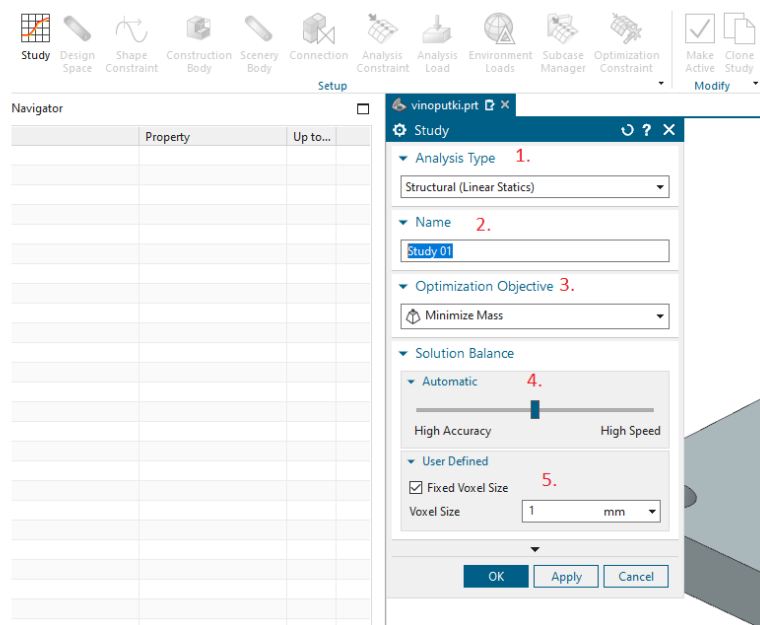 Study Design Shape Construction Scenery Connection Analysis Analysis Environment Subcase Optimization Make Clone
Space Constraint Body Body Constraint Load Loads Manager Constraint Active Study
Setup Modify
Navigator
vinoputki.prt
Property Up to...
Study ?
Analysis Type 1.
Structural (Linear Statics)
Name 2.
Study 01
Optimization Objective 3.
Minimize Mass
Solution Balance
Automatic 4.
High Accuracy High Speed
User Defined
Fixed Voxel Size 5.
Voxel Size 1 mm
OK Apply Cancel